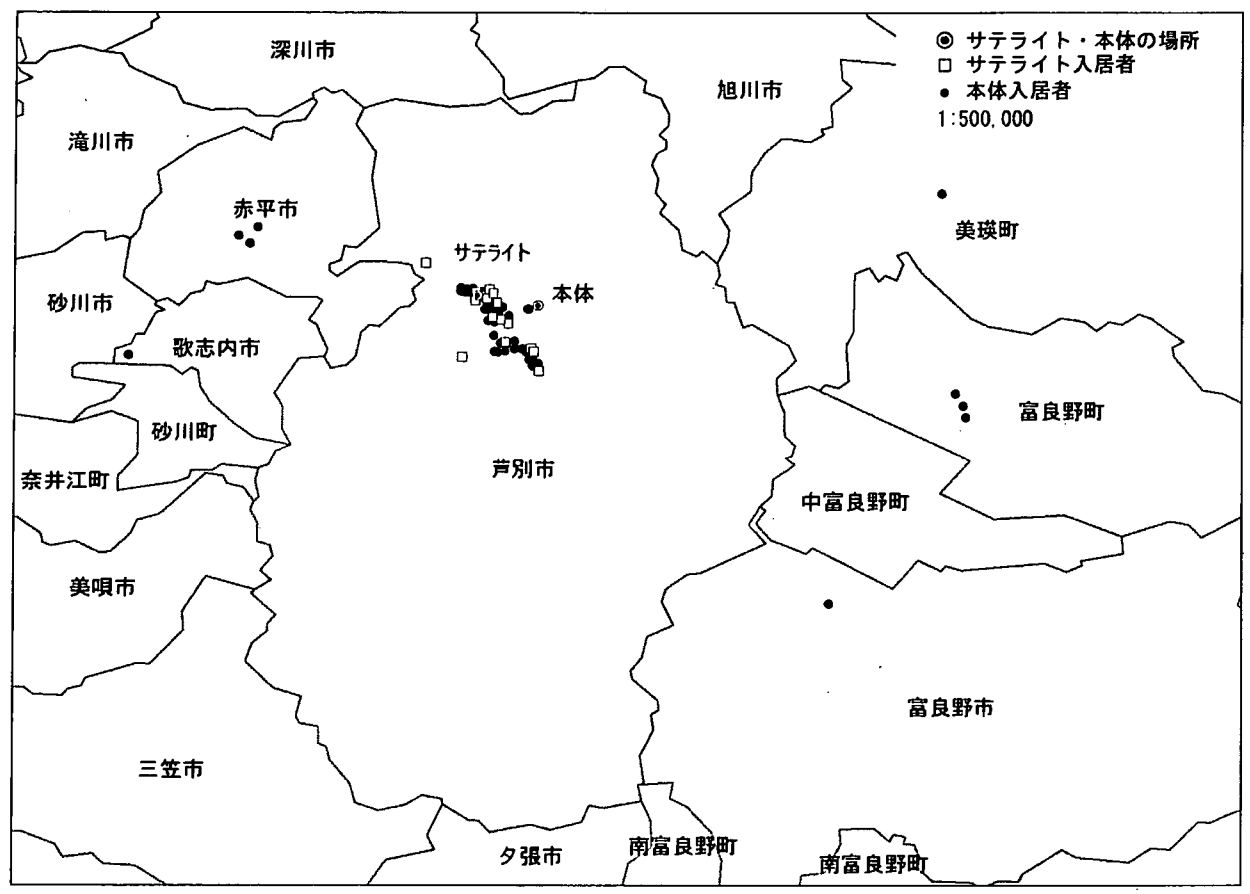 深川市
◉ サテライト・本体の場所
□ サテライト入居者
● 本体入居者
1:500,000
旭川市
滝川市
赤平市
美瑛町
サテライト
本体
砂川市
歌志内市
富良野町
砂川町
芦別市
奈井江町
中富良野町
美唄市
富良野市
三笠市
夕張市
南富良野町
南富良野町